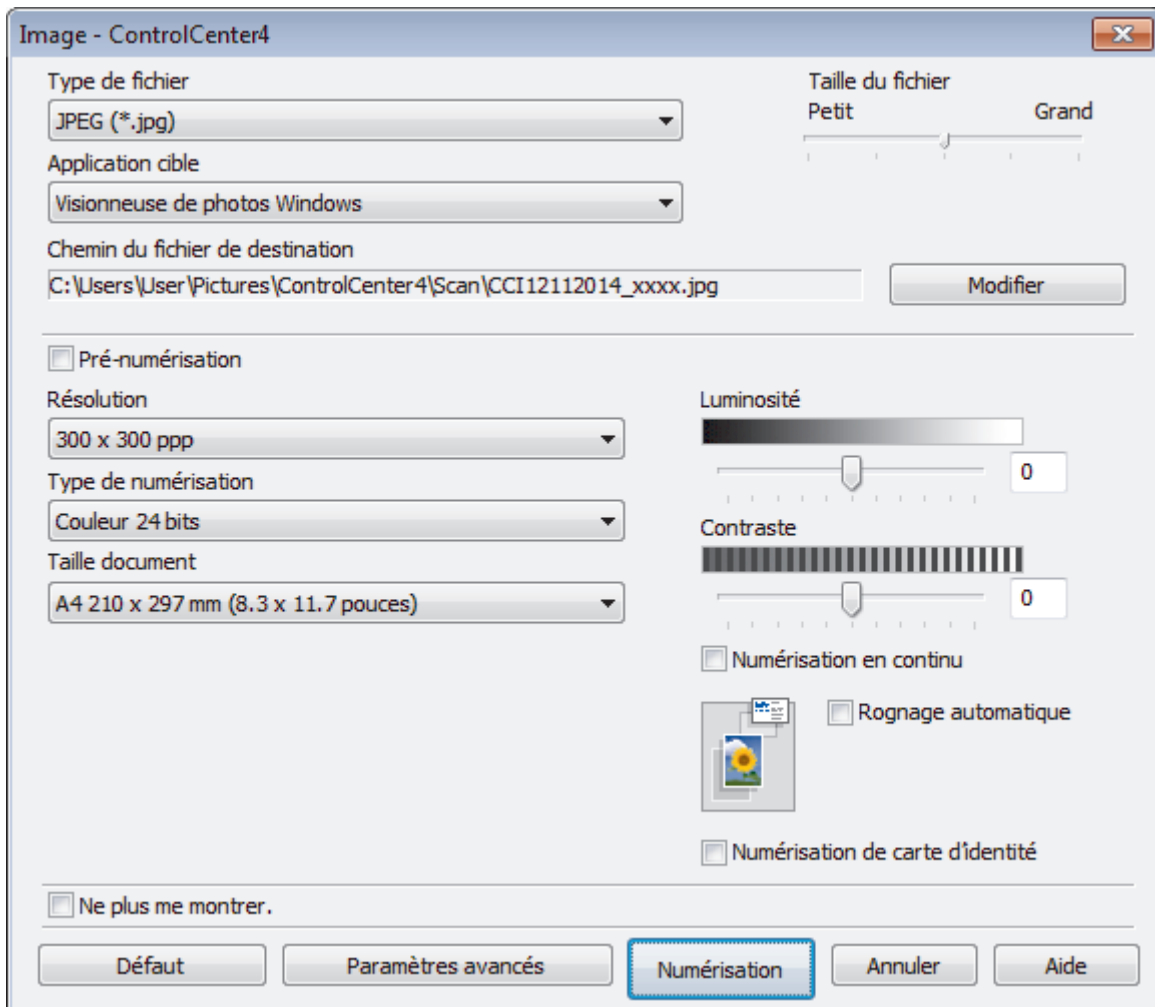 Image - ControlCenter4
Type de fichier
JPEG (*.jpg)
Taille du fichier
Petit Grand
Application cible
Visionneuse de photos Windows
Chemin du fichier de destination
C:\Users\User\Pictures\ControlCenter4\Scan\CCI12112014_xxxx.jpg
Modifier
Pré-numérisation
Résolution
300 x 300 ppp
Type de numérisation
Couleur 24 bits
Taille document
A4 210 x 297 mm (8.3 x 11.7 pouces)
Luminosité
0
Contraste
0
Numérisation en continu
Rognage automatique
Numérisation de carte d'identité
Ne plus me montrer.
Défaut
Paramètres avancés
Numérisation
Annuler
Aide